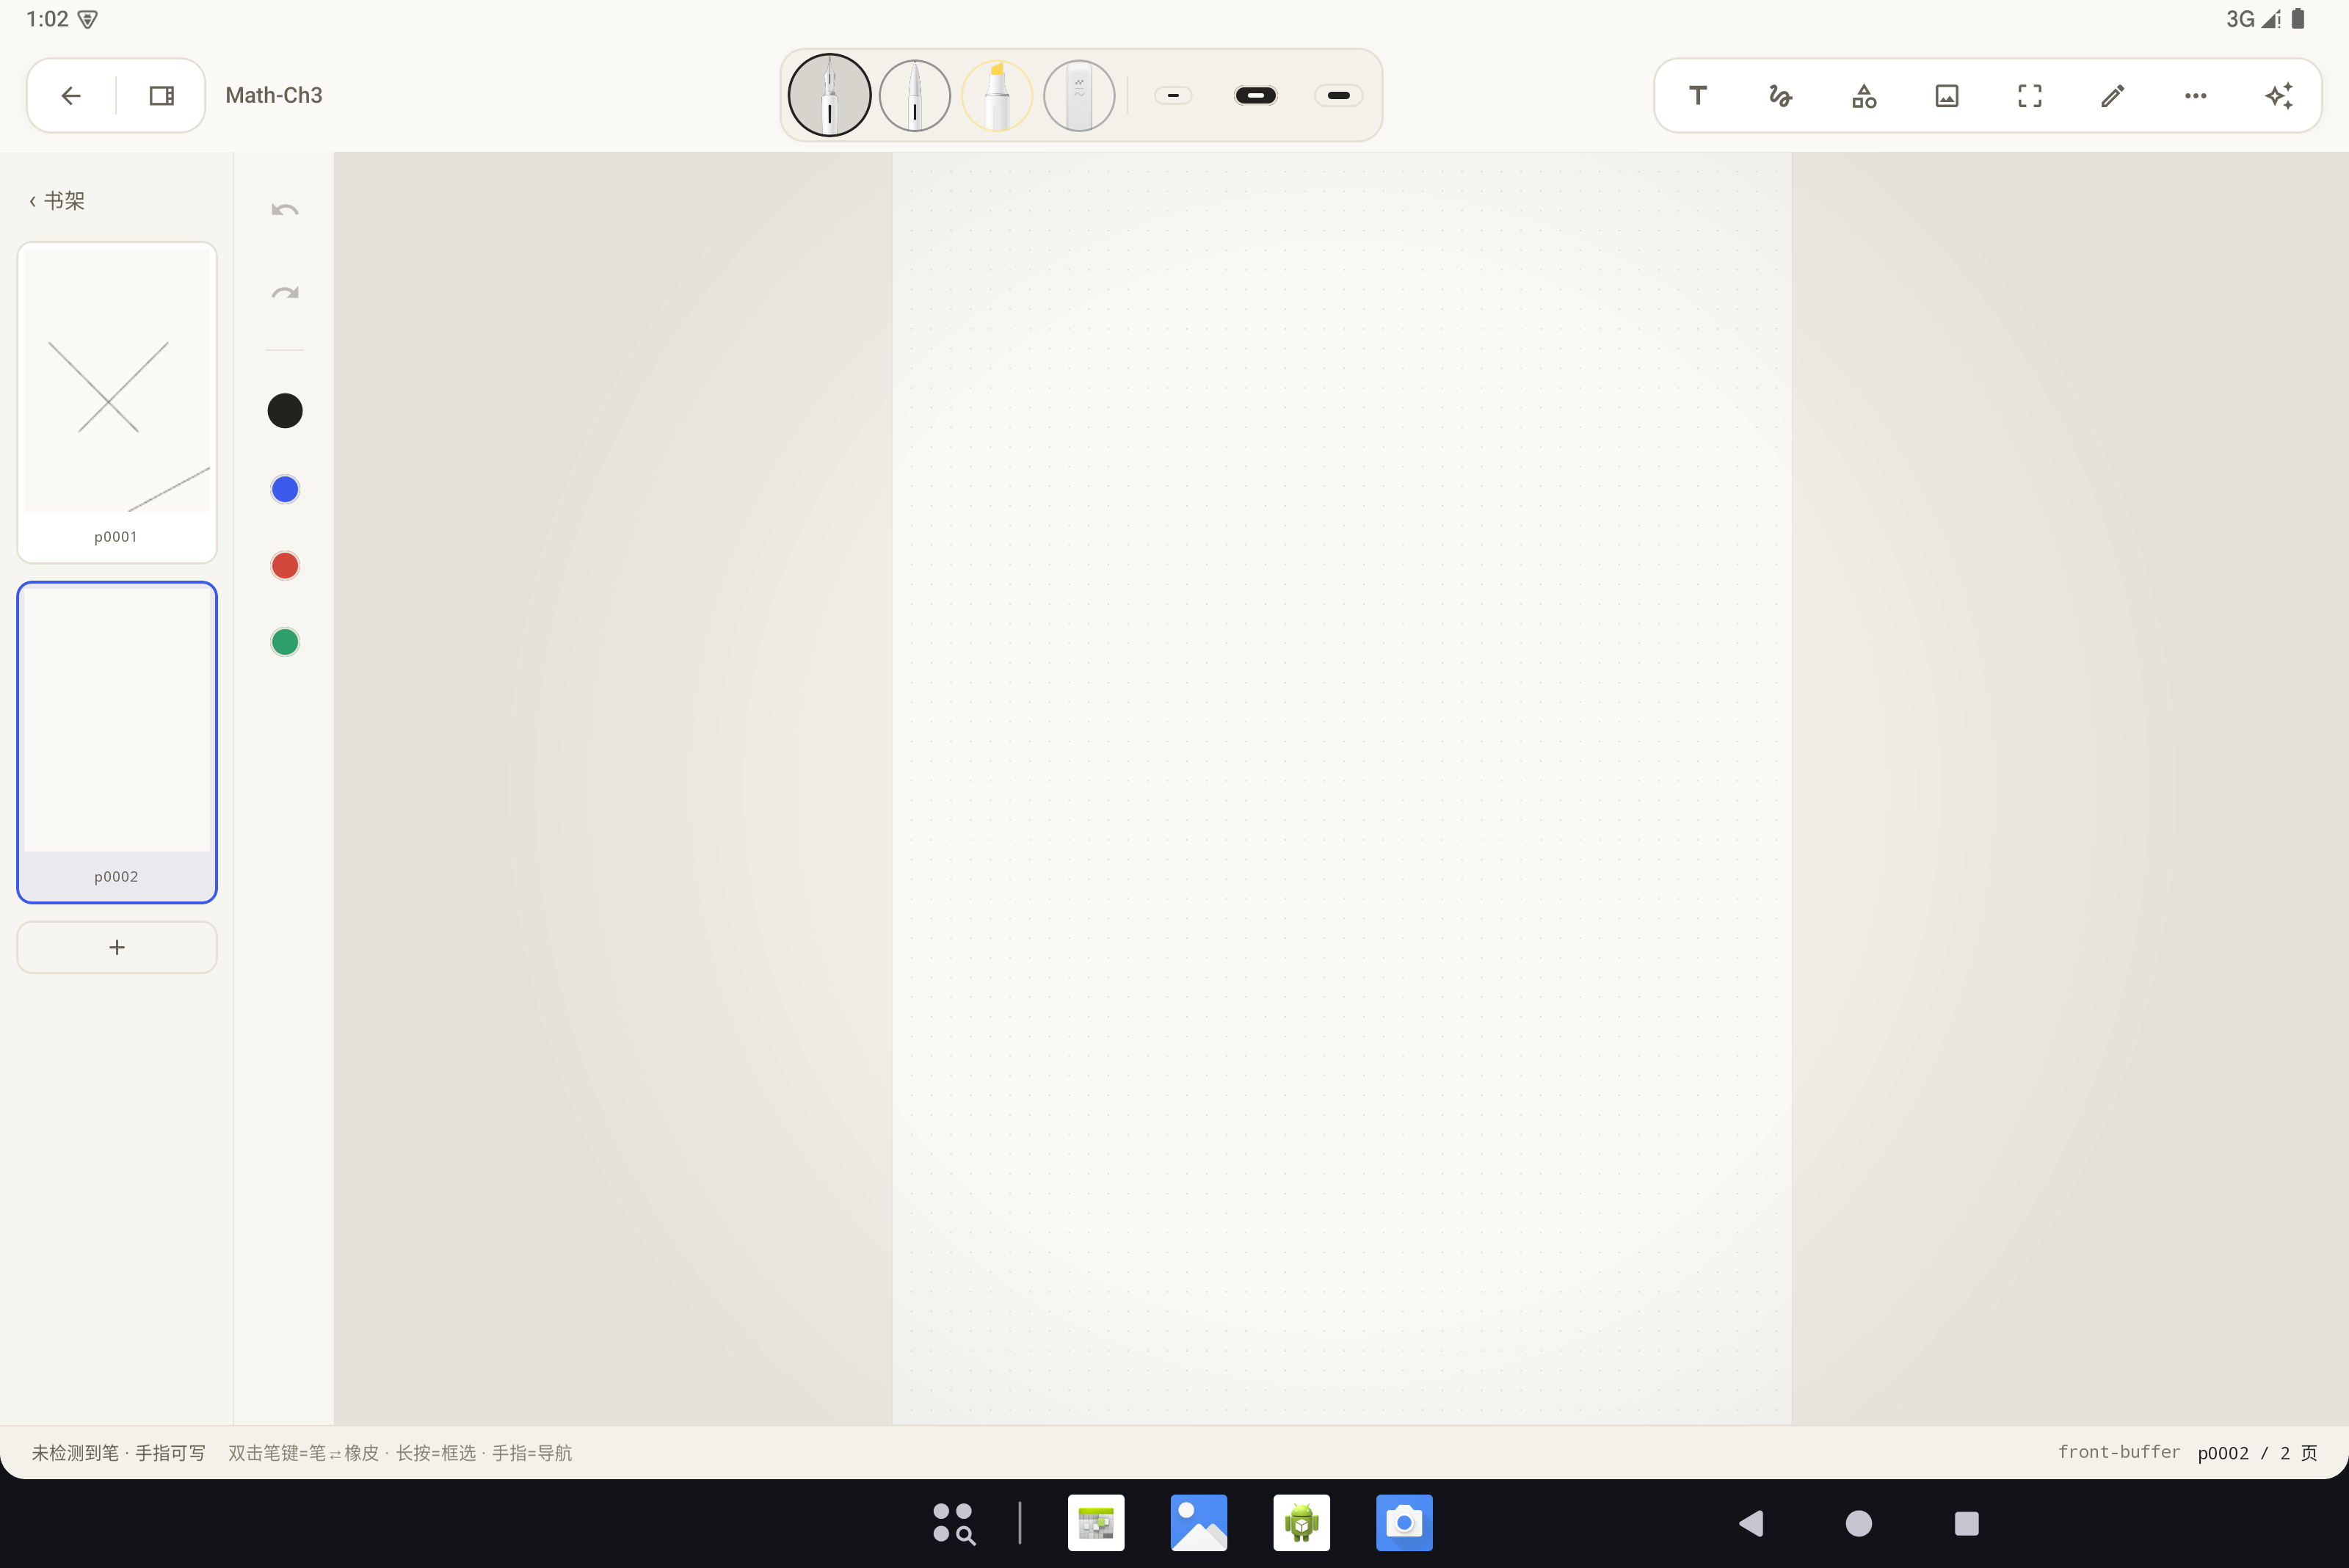 1:02
3G
Math-Ch3
T
‹ 书架
p0001
p0002
+
未检测到笔 · 手指可写 双击笔键=笔⇄橡皮 · 长按=框选 · 手指=导航
front-buffer p0002 / 2 页